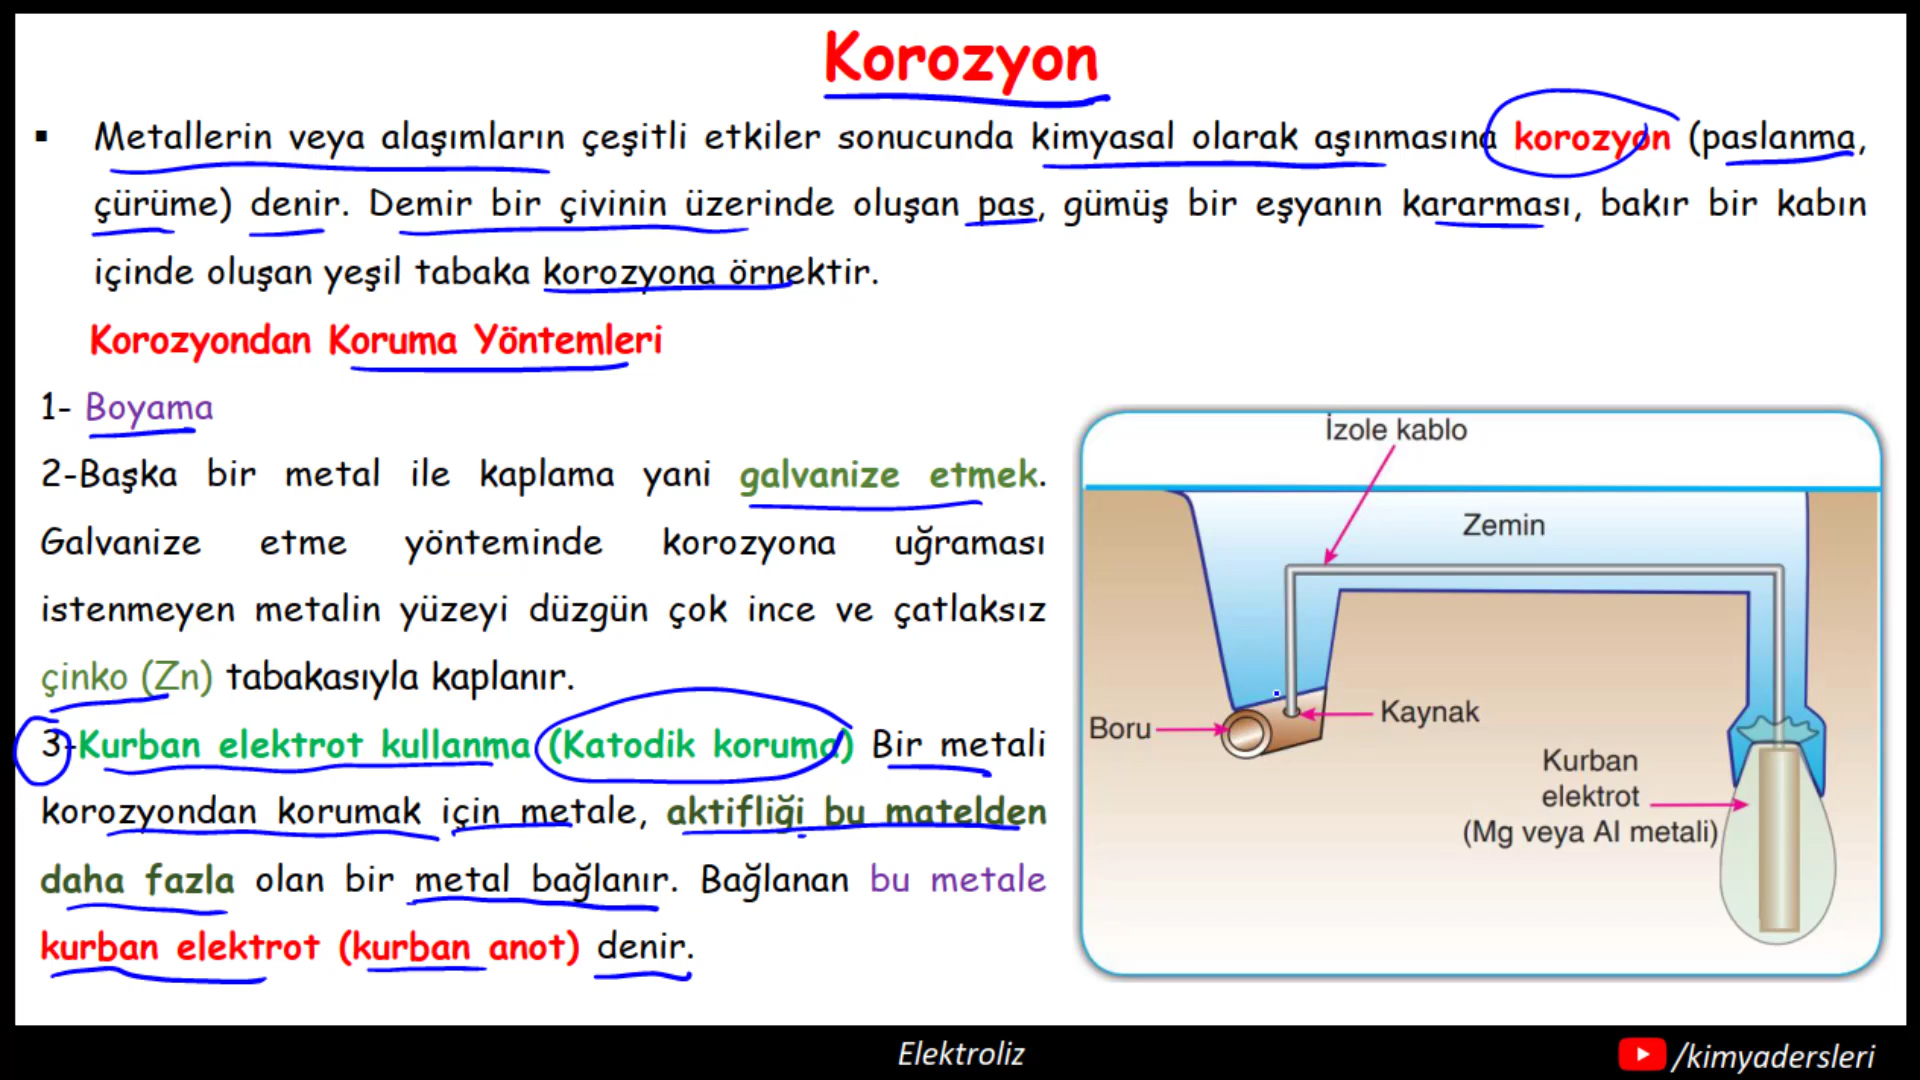 Korozyon
▪ Metallerin veya alaşımların çeşitli etkiler sonucunda kimyasal olarak aşınmasına korozyon (paslanma,
çürüme) denir. Demir bir çivinin üzerinde oluşan pas, gümüş bir eşyanın kararması, bakır bir kabın
içinde oluşan yeşil tabaka korozyona örnektir.
Korozyondan Koruma Yöntemleri
1- Boyama
2-Başka bir metal ile kaplama yani galvanize etmek.
Galvanize etme yönteminde korozyona uğraması
istenmeyen metalin yüzeyi düzgün çok ince ve çatlaksız
çinko (Zn) tabakasıyla kaplanır.
3-Kurban elektrot kullanma (Katodik koruma) Bir metali
korozyondan korumak için metale, aktifliği bu matelden
daha fazla olan bir metal bağlanır. Bağlanan bu metale
kurban elektrot (kurban anot) denir.
İzole kablo
Zemin
Boru
Kaynak
Kurban
elektrot
(Mg veya Al metali)
Elektroliz
/kimyadersleri